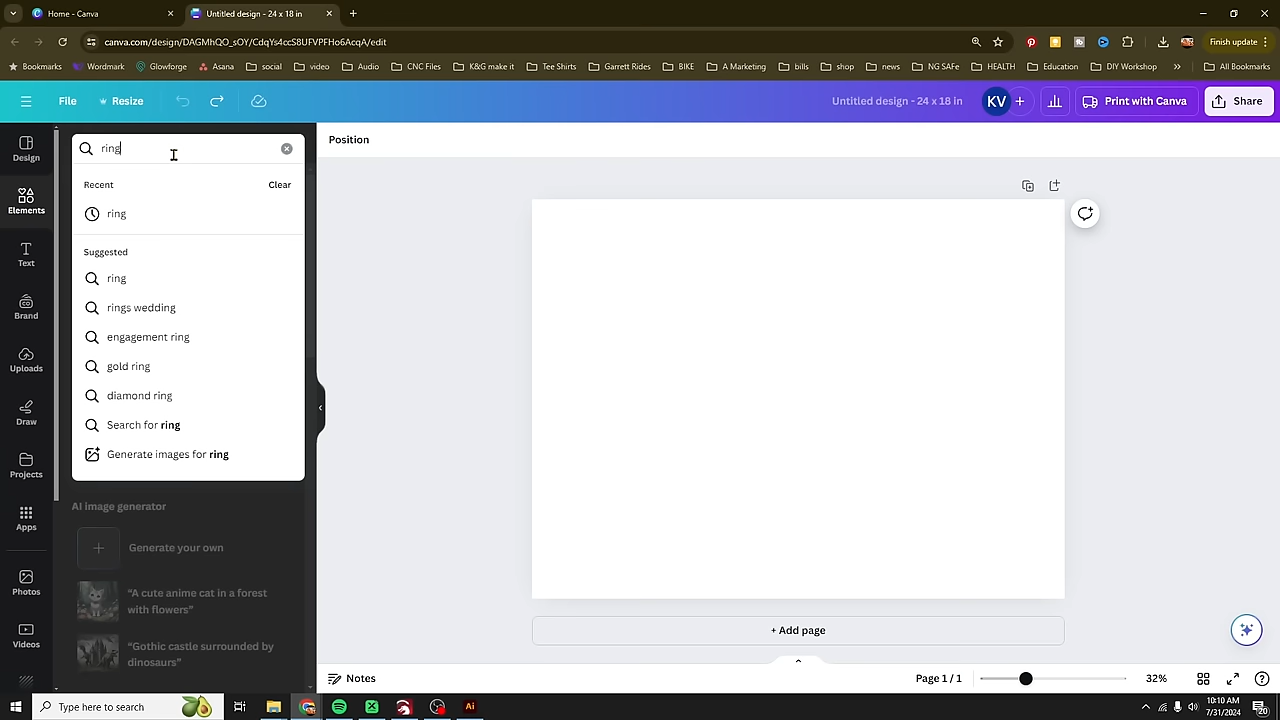 Home - Canva
Untitled design - 24 x 18 in
canva.com/design/DAGMhQO_sOY/CdqYs4ccS8UFVPFHo6AcqA/edit
Finish update
Bookmarks
Wordmark
Glowforge
Asana
social
video
Audio
CNC Files
K&G make it
Tee Shirts
Garrett Rides
BIKE
A Marketing
bills
shop
news
NG SAFe
HEALTH
Education
DIY Workshop
All Bookmarks
File
Resize
Untitled design - 24 x 18 in
KV
Print with Canva
Share
Design
Elements
Text
Brand
Uploads
Draw
Projects
Apps
Photos
Videos
ring
Recent
Clear
ring
Suggested
ring
rings wedding
engagement ring
gold ring
diamond ring
Search for ring
Generate images for ring
AI image generator
Generate your own
“A cute anime cat in a forest
with flowers”
“Gothic castle surrounded by
dinosaurs”
Position
+ Add page
Notes
Page 1 / 1
32%
Type here to search
10:10 AM
7/31/2024
20